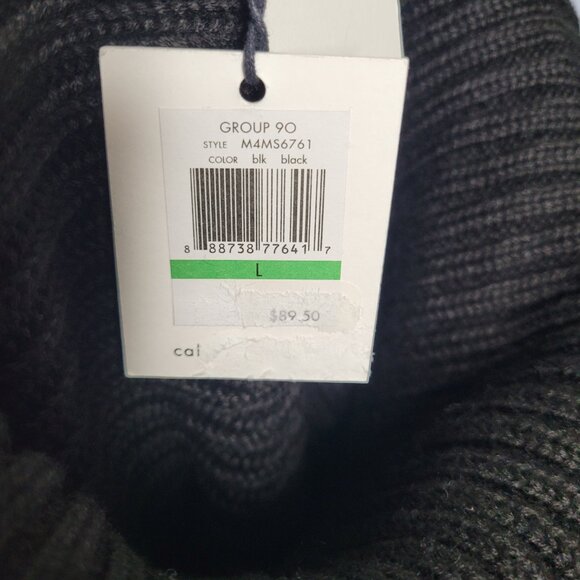 GROUP 90
STYLE M4MS6761
COLOR blk black
8 88738 77641 7
L
$89.50
cal